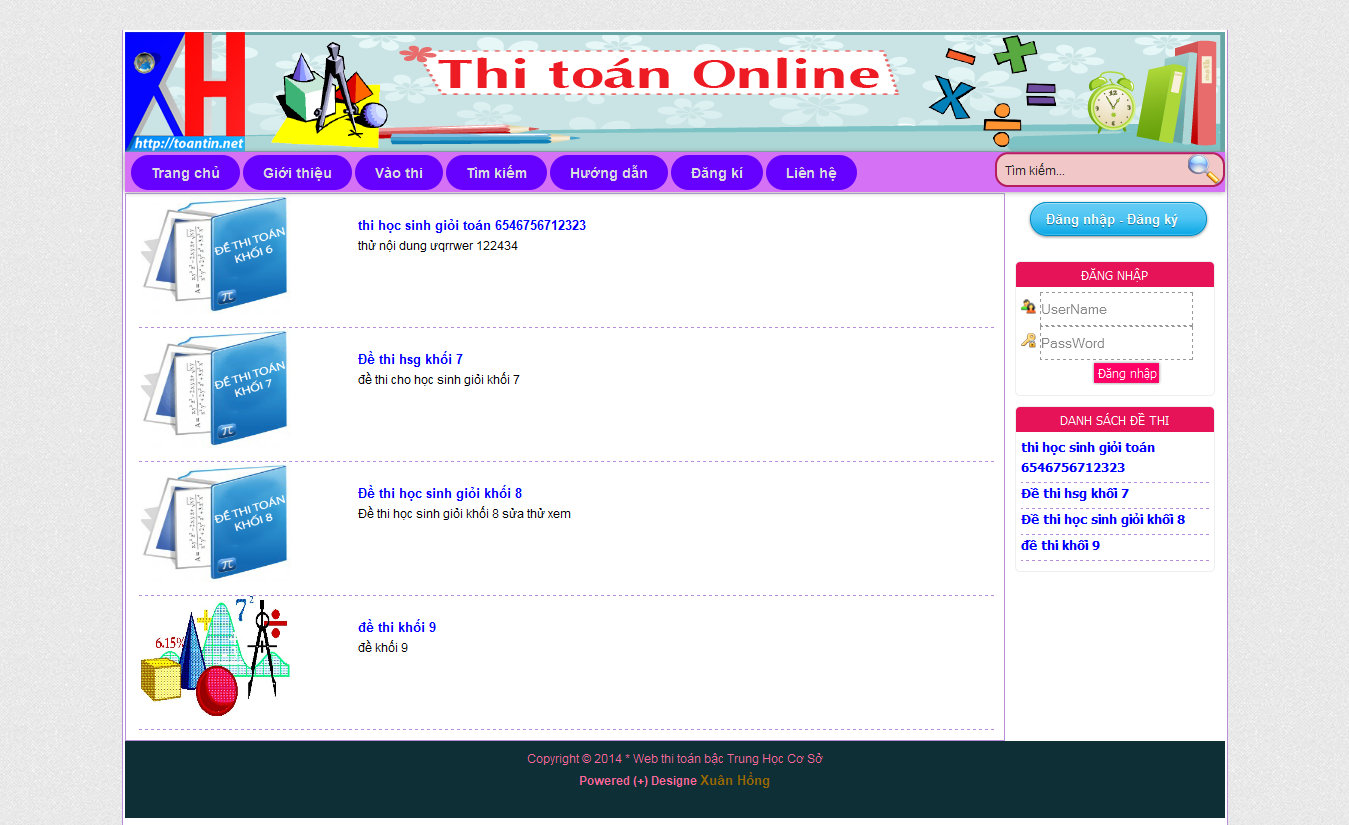 XH
http://toantin.net
Thi toán Online
Trang chủ
Giới thiệu
Vào thi
Tìm kiếm
Hướng dẫn
Đăng kí
Liên hệ
Tìm kiếm...
ĐỀ THI TOÁN
KHỐI 6
π
thi học sinh giỏi toán 6546756712323
thử nội dung ưqrrwer 122434
ĐỀ THI TOÁN
KHỐI 7
π
Đề thi hsg khối 7
đề thi cho học sinh giỏi khối 7
ĐỀ THI TOÁN
KHỐI 8
π
Đề thi học sinh giỏi khối 8
Đề thi học sinh giỏi khối 8 sửa thử xem
7²
6.15%
đề thi khối 9
đề khối 9
Đăng nhập - Đăng ký
ĐĂNG NHẬP
UserName
PassWord
Đăng nhập
DANH SÁCH ĐỀ THI
thi học sinh giỏi toán
6546756712323
Đề thi hsg khối 7
Đề thi học sinh giỏi khối 8
đề thi khối 9
Copyright © 2014 * Web thi toán bậc Trung Học Cơ Sở
Powered (+) Designe Xuân Hồng